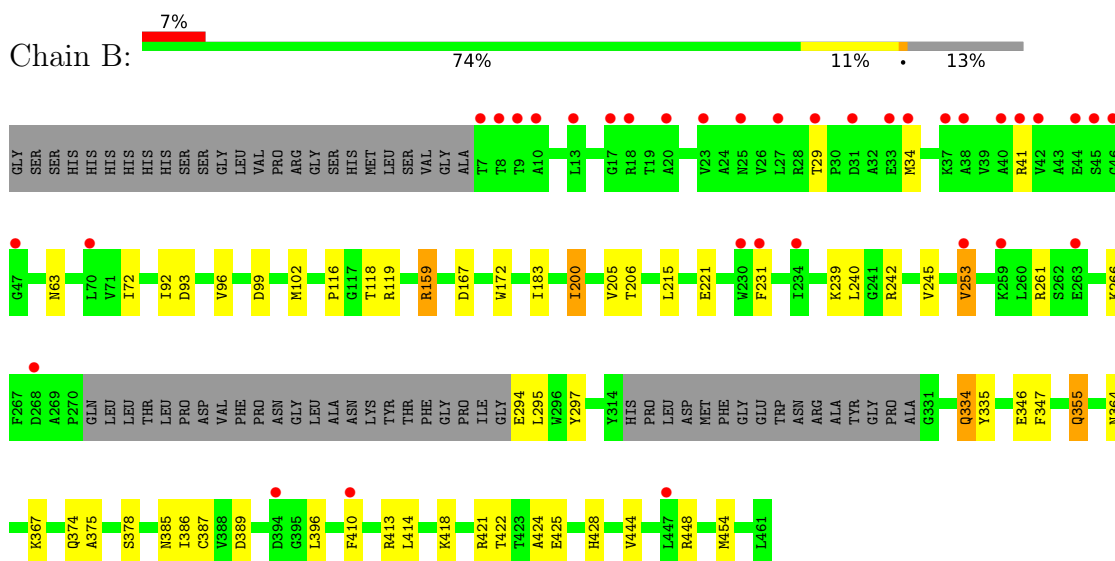 7%
Chain B:
74% 11% • 13%
GLY SER SER HIS HIS HIS HIS HIS HIS SER SER GLY LEU VAL PRO ARG GLY SER HIS MET LEU SER VAL GLY ALA T7 T8 T9 A10 L13 G17 R18 T19 A20 V23 A24 N25 V26 L27 R28 T29 P30 D31 A32 E33 M34 K37 A38 V39 A40 R41 V42 A43 E44 S45 G46
G47 N63 L70 V71 I72 I92 D93 V96 D99 M102 P116 G117 T118 R119 R159 D167 W172 I183 I200 V205 T206 L215 E221 W230 F231 I234 K239 L240 G241 R242 V245 V253 K259 L260 R261 S262 E263 K266
F267 D268 A269 P270 GLN LEU LEU THR LEU PRO ASP VAL PHE PRO ASN GLY LEU ALA ASN LYS TYR THR PHE GLY PRO ILE GLY E294 L295 W296 Y297 Y314 HIS PRO LEU ASP MET PHE GLY GLU TRP ASN ARG ALA TYR GLY PRO ALA G331 Q334 Y335 E346 F347 Q355 N364
K367 Q374 A375 S378 N385 I386 C387 V388 D389 D394 G395 L396 F410 R413 L414 K418 R421 T422 T423 A424 E425 H428 V444 L447 R448 M454 L461